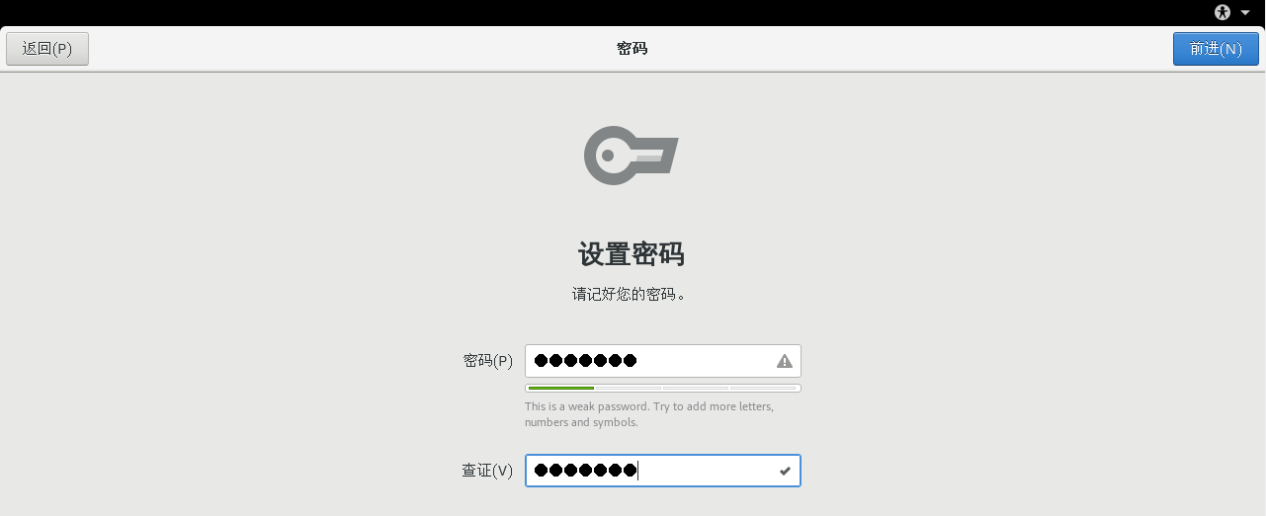 返回(P)
密码
前进(N)
设置密码
请记好您的密码。
密码(P)
This is a weak password. Try to add more letters,
numbers and symbols.
查证(V)